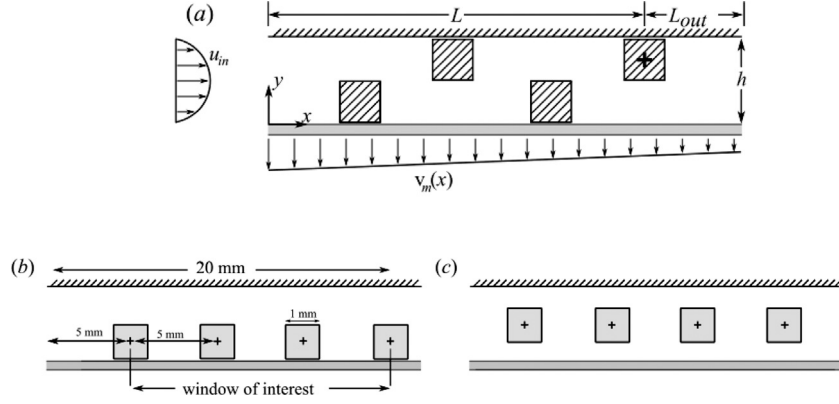 (a)
L
L_out
u_in
y
x
h
v_m(x)
(b)
20 mm
5 mm
5 mm
1 mm
window of interest
(c)